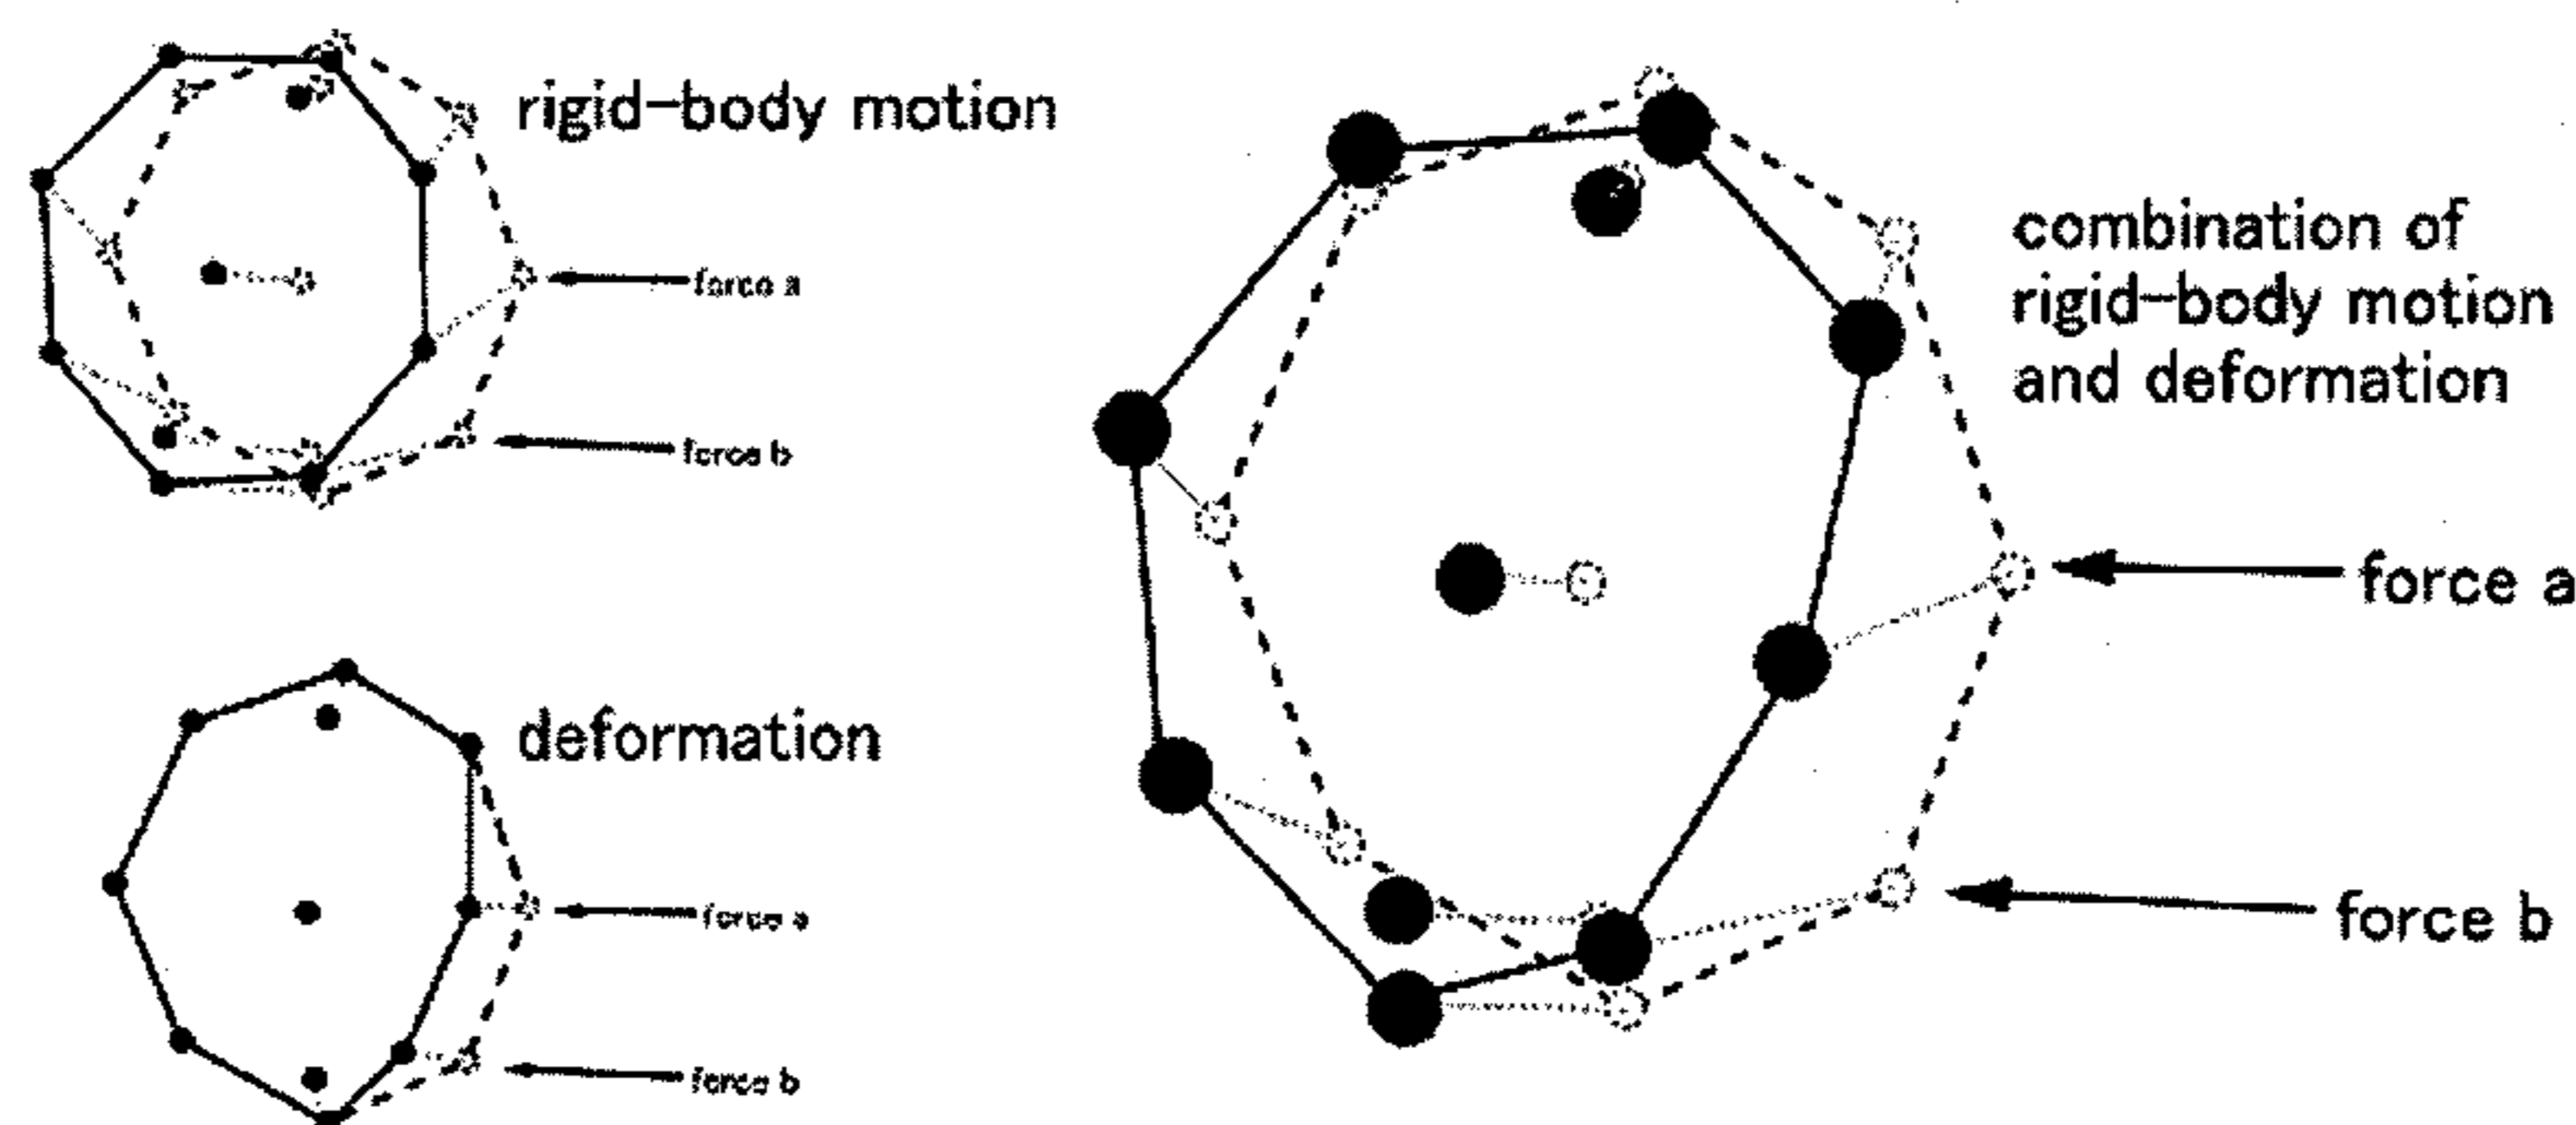 rigid-body motion
force a
force b
deformation
force a
force b
combination of
rigid-body motion
and deformation
force a
force b